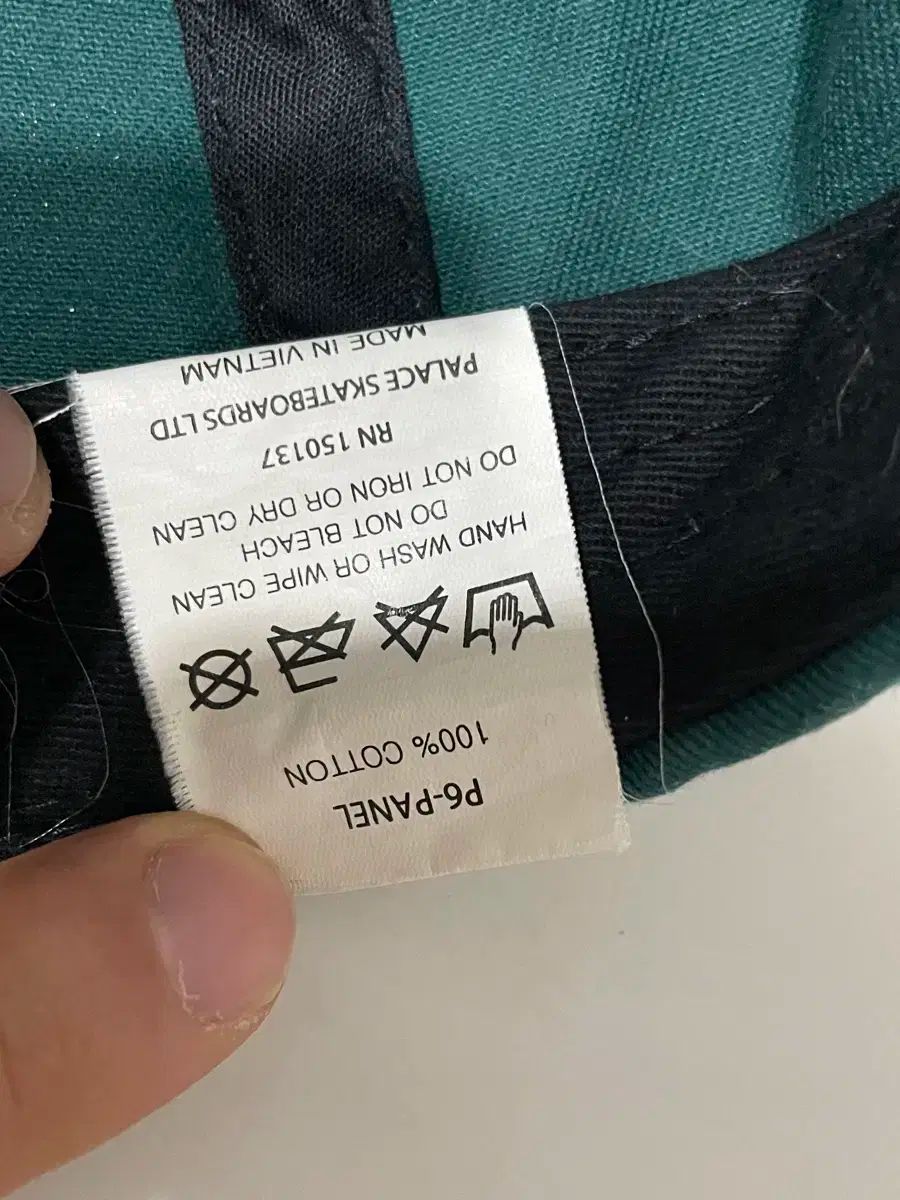 P6-PANEL
100% COTTON
HAND WASH OR WIPE CLEAN
DO NOT BLEACH
DO NOT IRON OR DRY CLEAN
RN 150137
PALACE SKATEBOARDS LTD
MADE IN VIETNAM